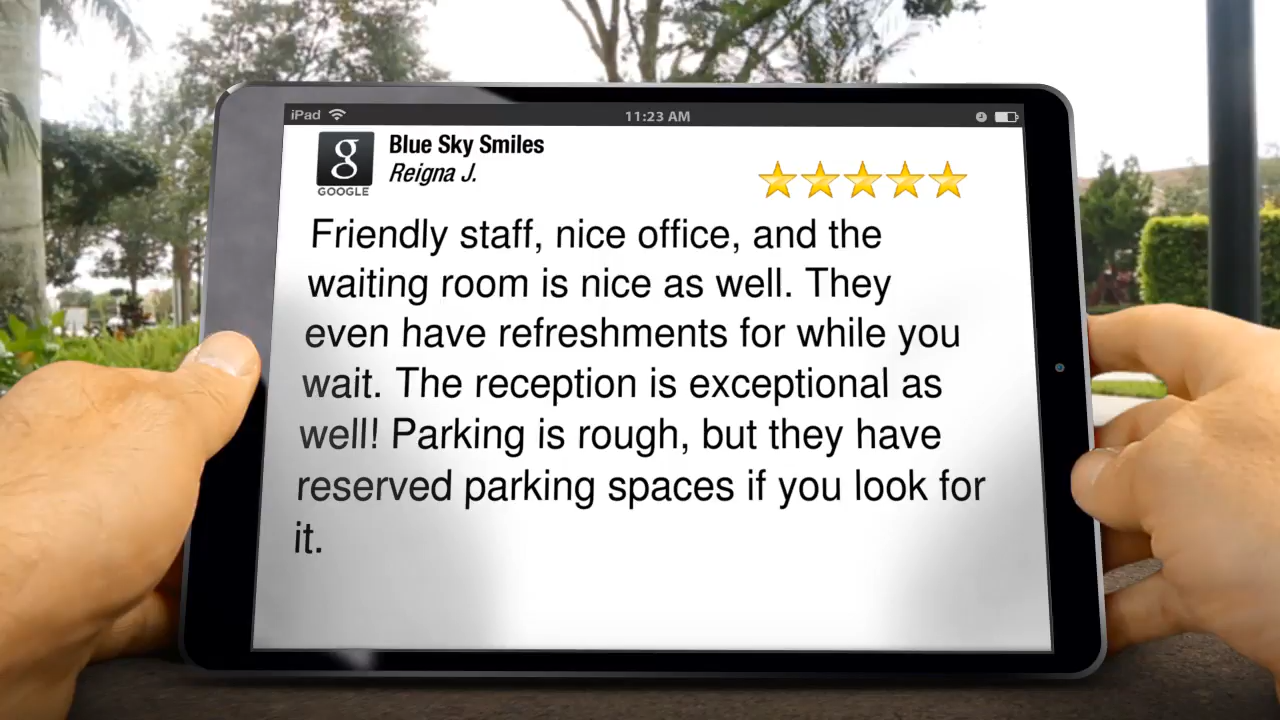 iPad
11:23 AM
g
GOOGLE
Blue Sky Smiles
Reigna J.
Friendly staff, nice office, and the
waiting room is nice as well. They
even have refreshments for while you
wait. The reception is exceptional as
well! Parking is rough, but they have
reserved parking spaces if you look for
it.